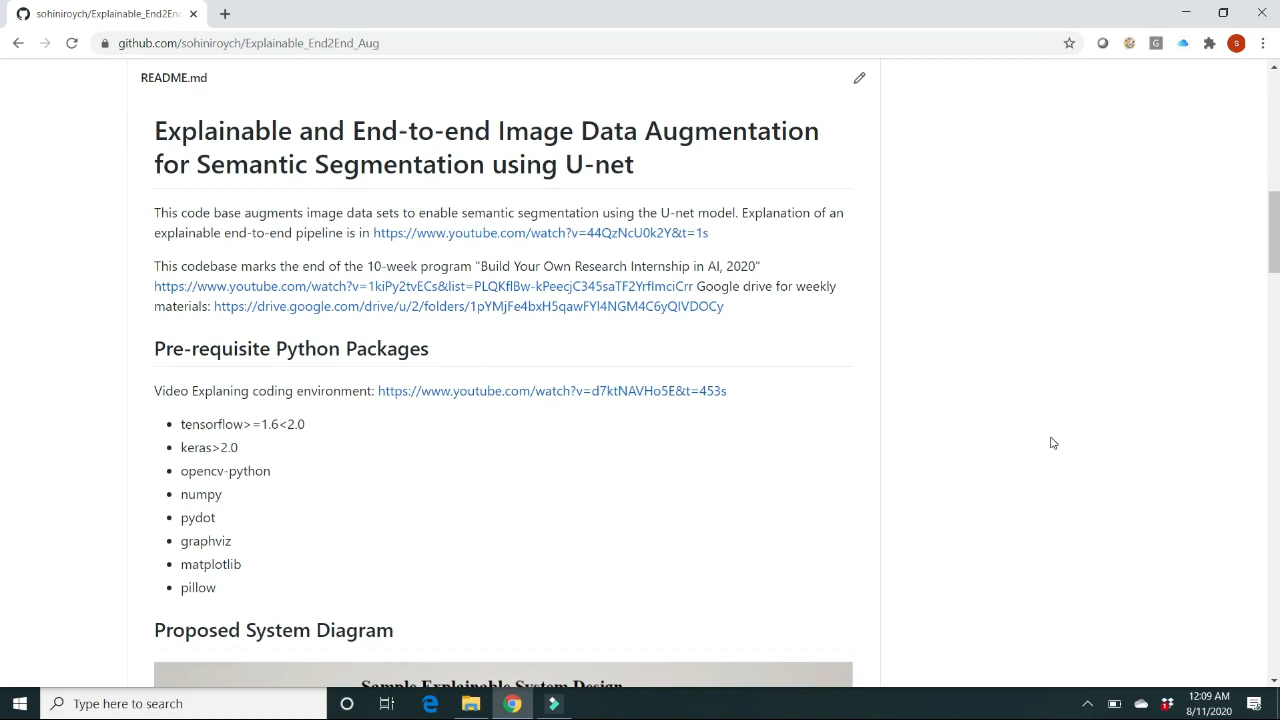 sohiniroych/Explainable_End2End
github.com/sohiniroych/Explainable_End2End_Aug
G
s
README.md
Explainable and End-to-end Image Data Augmentation
for Semantic Segmentation using U-net
This code base augments image data sets to enable semantic segmentation using the U-net model. Explanation of an
explainable end-to-end pipeline is in https://www.youtube.com/watch?v=44QzNcU0k2Y&t=1s
This codebase marks the end of the 10-week program "Build Your Own Research Internship in AI, 2020"
https://www.youtube.com/watch?v=1kiPy2tvECs&list=PLQKflBw-kPeecjC345saTF2YrfImciCrr Google drive for weekly
materials: https://drive.google.com/drive/u/2/folders/1pYMjFe4bxH5qawFYl4NGM4C6yQIVDOCy
Pre-requisite Python Packages
Video Explaning coding environment: https://www.youtube.com/watch?v=d7ktNAVHo5E&t=453s
tensorflow>=1.6<2.0
keras>2.0
opencv-python
numpy
pydot
graphviz
matplotlib
pillow
Proposed System Diagram
Sample Explainable System Design
Type here to search
12:09 AM
8/11/2020